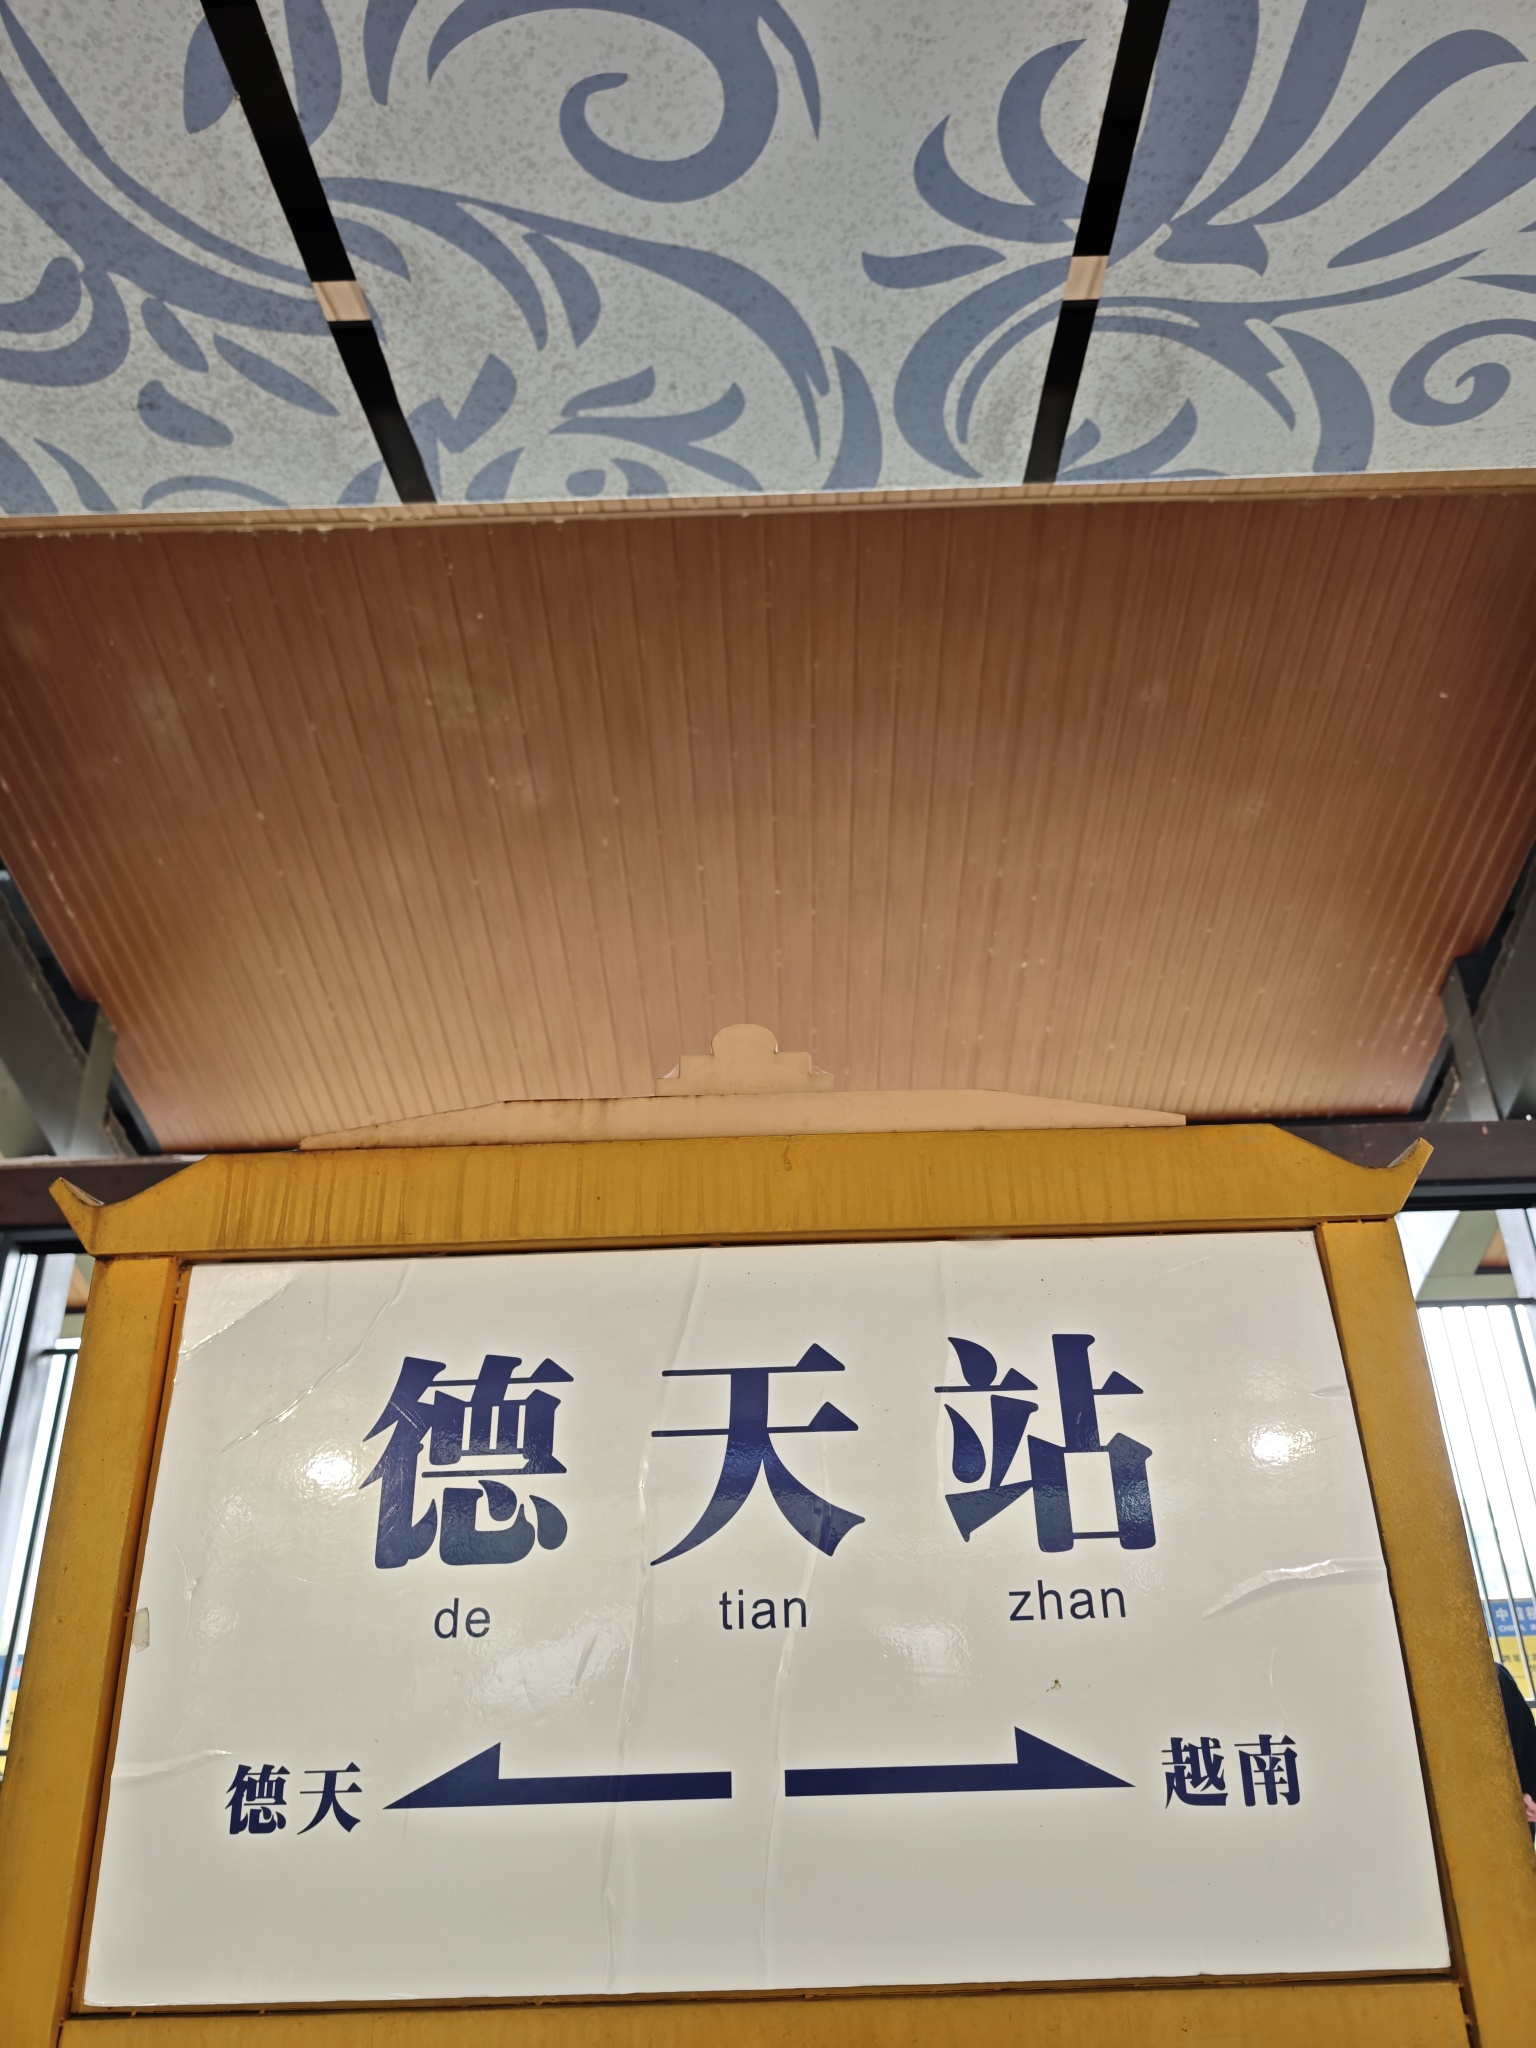 德天站
de tian zhan
德天 越南